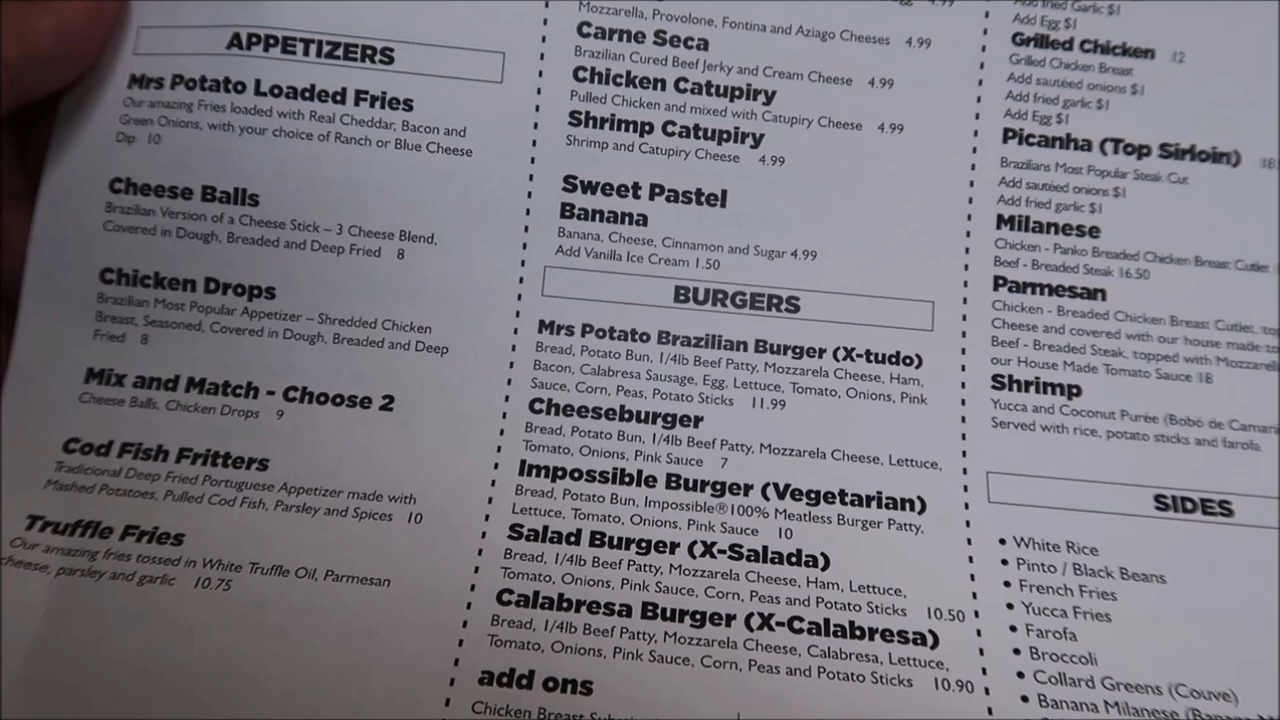 APPETIZERS
Mrs Potato Loaded Fries
Our amazing Fries loaded with Real Cheddar, Bacon and
Green Onions, with your choice of Ranch or Blue Cheese
Dip 10
Cheese Balls
Brazilian Version of a Cheese Stick – 3 Cheese Blend,
Covered in Dough, Breaded and Deep Fried 8
Chicken Drops
Brazilian Most Popular Appetizer – Shredded Chicken
Breast, Seasoned, Covered in Dough, Breaded and Deep
Fried 8
Mix and Match - Choose 2
Cheese Balls, Chicken Drops 9
Cod Fish Fritters
Tradicional Deep Fried Portuguese Appetizer made with
Mashed Potatoes, Pulled Cod Fish, Parsley and Spices 10
Truffle Fries
Our amazing fries tossed in White Truffle Oil, Parmesan
cheese, parsley and garlic 10.75
4.99
Mozzarella, Provolone, Fontina and Aziago Cheeses 4.99
Carne Seca
Brazilian Cured Beef Jerky and Cream Cheese 4.99
Chicken Catupiry
Pulled Chicken and mixed with Catupiry Cheese 4.99
Shrimp Catupiry
Shrimp and Catupiry Cheese 4.99
Sweet Pastel
Banana
Banana, Cheese, Cinnamon and Sugar 4.99
Add Vanilla Ice Cream 1.50
BURGERS
Mrs Potato Brazilian Burger (X-tudo)
Bread, Potato Bun, 1/4lb Beef Patty, Mozzarela Cheese, Ham,
Bacon, Calabresa Sausage, Egg, Lettuce, Tomato, Onions, Pink
Sauce, Corn, Peas, Potato Sticks 11.99
Cheeseburger
Bread, Potato Bun, 1/4lb Beef Patty, Mozzarela Cheese, Lettuce,
Tomato, Onions, Pink Sauce 7
Impossible Burger (Vegetarian)
Bread, Potato Bun, Impossible®100% Meatless Burger Patty,
Lettuce, Tomato, Onions, Pink Sauce 10
Salad Burger (X-Salada)
Bread, 1/4lb Beef Patty, Mozzarela Cheese, Ham, Lettuce,
Tomato, Onions, Pink Sauce, Corn, Peas and Potato Sticks 10.50
Calabresa Burger (X-Calabresa)
Bread, 1/4lb Beef Patty, Mozzarela Cheese, Calabresa, Lettuce,
Tomato, Onions, Pink Sauce, Corn, Peas and Potato Sticks 10.90
add ons
Chicken Breast
Add fried Garlic $1
Add Egg $1
Grilled Chicken 12
Grilled Chicken Breast
Add sautéed onions $1
Add fried garlic $1
Add Egg $1
Picanha (Top Sirloin)
Brazilians Most Popular Steak Cut
Add sautéed onions $1
Add fried garlic $1
Milanese
Chicken - Panko Breaded Chicken Breast Cutlet
Beef - Breaded Steak 16.50
Parmesan
Chicken - Breaded Chicken Breast Cutlet,
Cheese and covered with our house made
Beef - Breaded Steak, topped with
our House Made Tomato Sauce 18
Shrimp
Yucca and Coconut Purée (Bobó de
Served with rice, potato sticks and farofa
SIDES
• White Rice
• Pinto / Black Beans
• French Fries
• Yucca Fries
• Farofa
• Broccoli
• Collard Greens (Couve)
• Banana Milanese